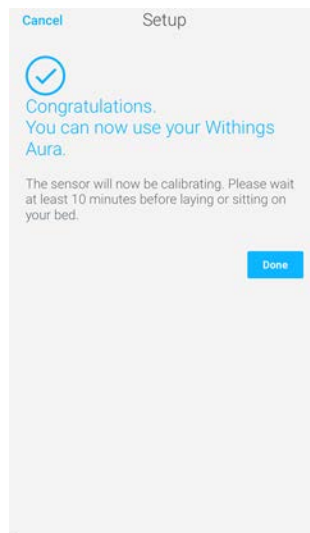 Cancel Setup
Congratulations.
You can now use your Withings
Aura.
The sensor will now be calibrating. Please wait
at least 10 minutes before laying or sitting on
your bed.
Done